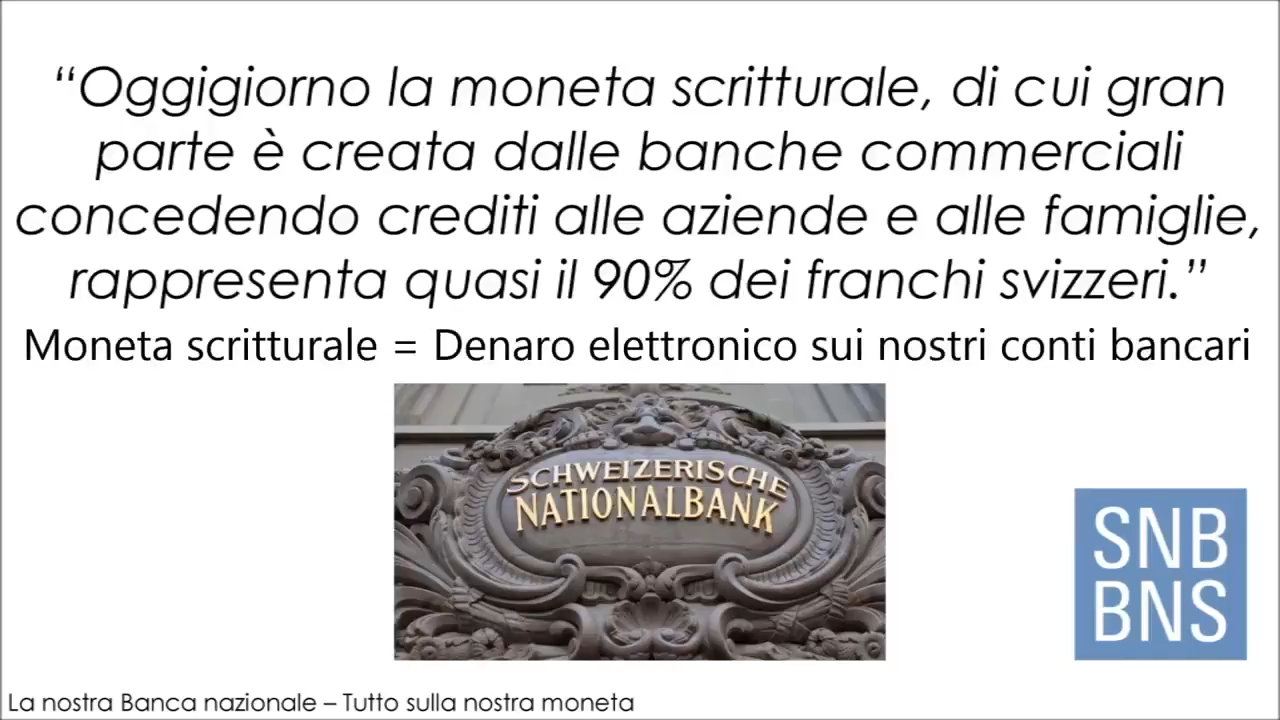 “Oggigiorno la moneta scritturale, di cui gran
parte è creata dalle banche commerciali
concedendo crediti alle aziende e alle famiglie,
rappresenta quasi il 90% dei franchi svizzeri.”
Moneta scritturale = Denaro elettronico sui nostri conti bancari
SCHWEIZERISCHE
NATIONALBANK
SNB
BNS
La nostra Banca nazionale – Tutto sulla nostra moneta